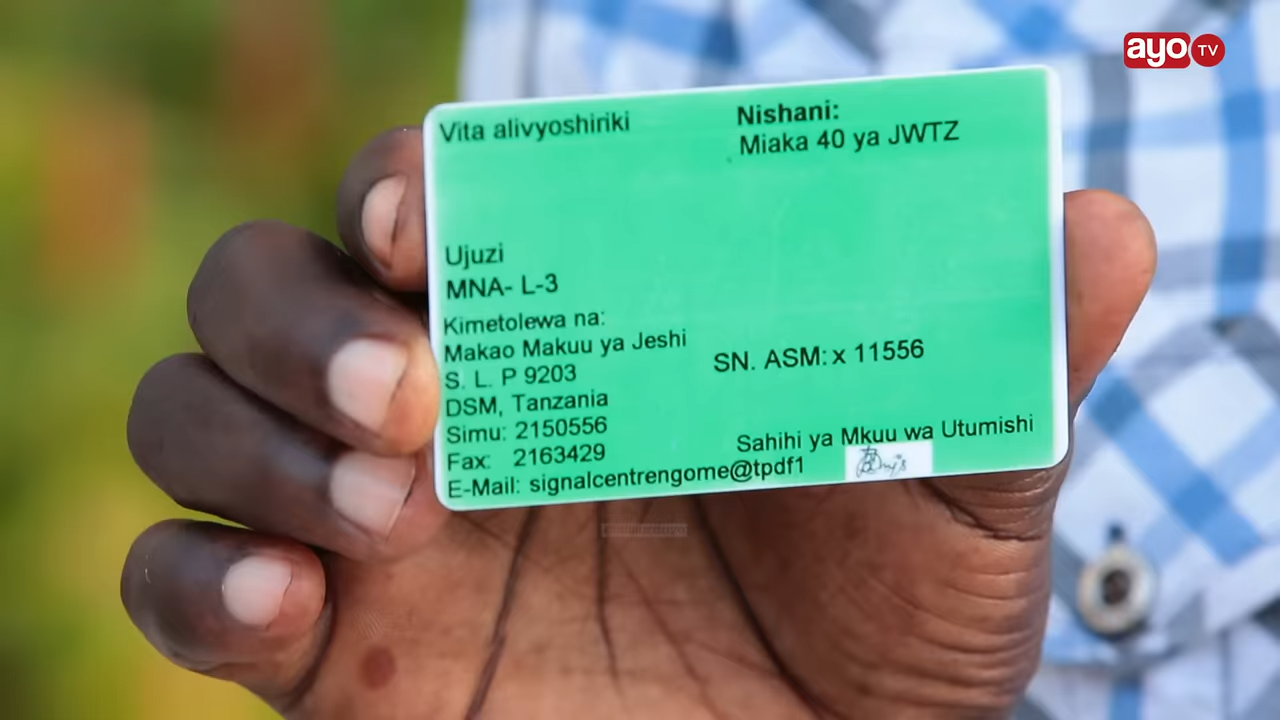 ayo TV
Vita alivyoshiriki
Nishani:
Miaka 40 ya JWTZ
Ujuzi
MNA- L-3
Kimetolewa na:
Makao Makuu ya Jeshi
S. L. P 9203
DSM, Tanzania
Simu: 2150556
Fax: 2163429
E-Mail: signalcentrengome@tpdf1
SN. ASM: x 11556
Sahihi ya Mkuu wa Utumishi